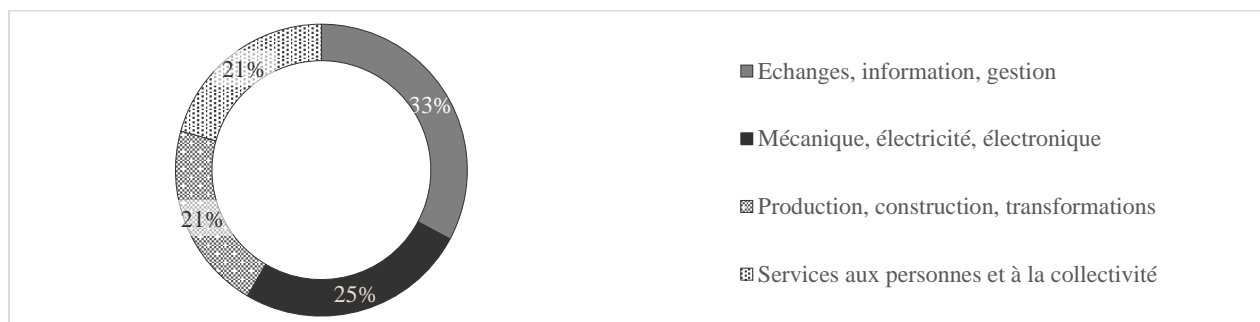 21%
33%
21%
25%
Echanges, information, gestion
Mécanique, électricité, électronique
Production, construction, transformations
Services aux personnes et à la collectivité